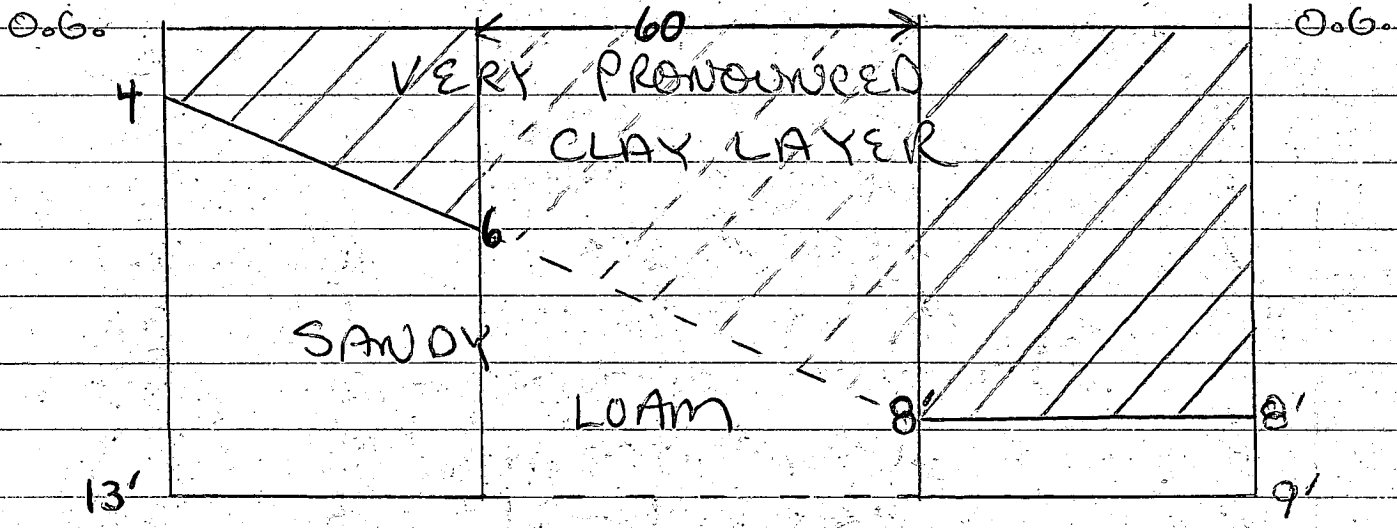 O.G. 60 O.G.
4 VERY PRONOUNCED
CLAY LAYER
6
SANDY
LOAM 8' 8'
13' 9'